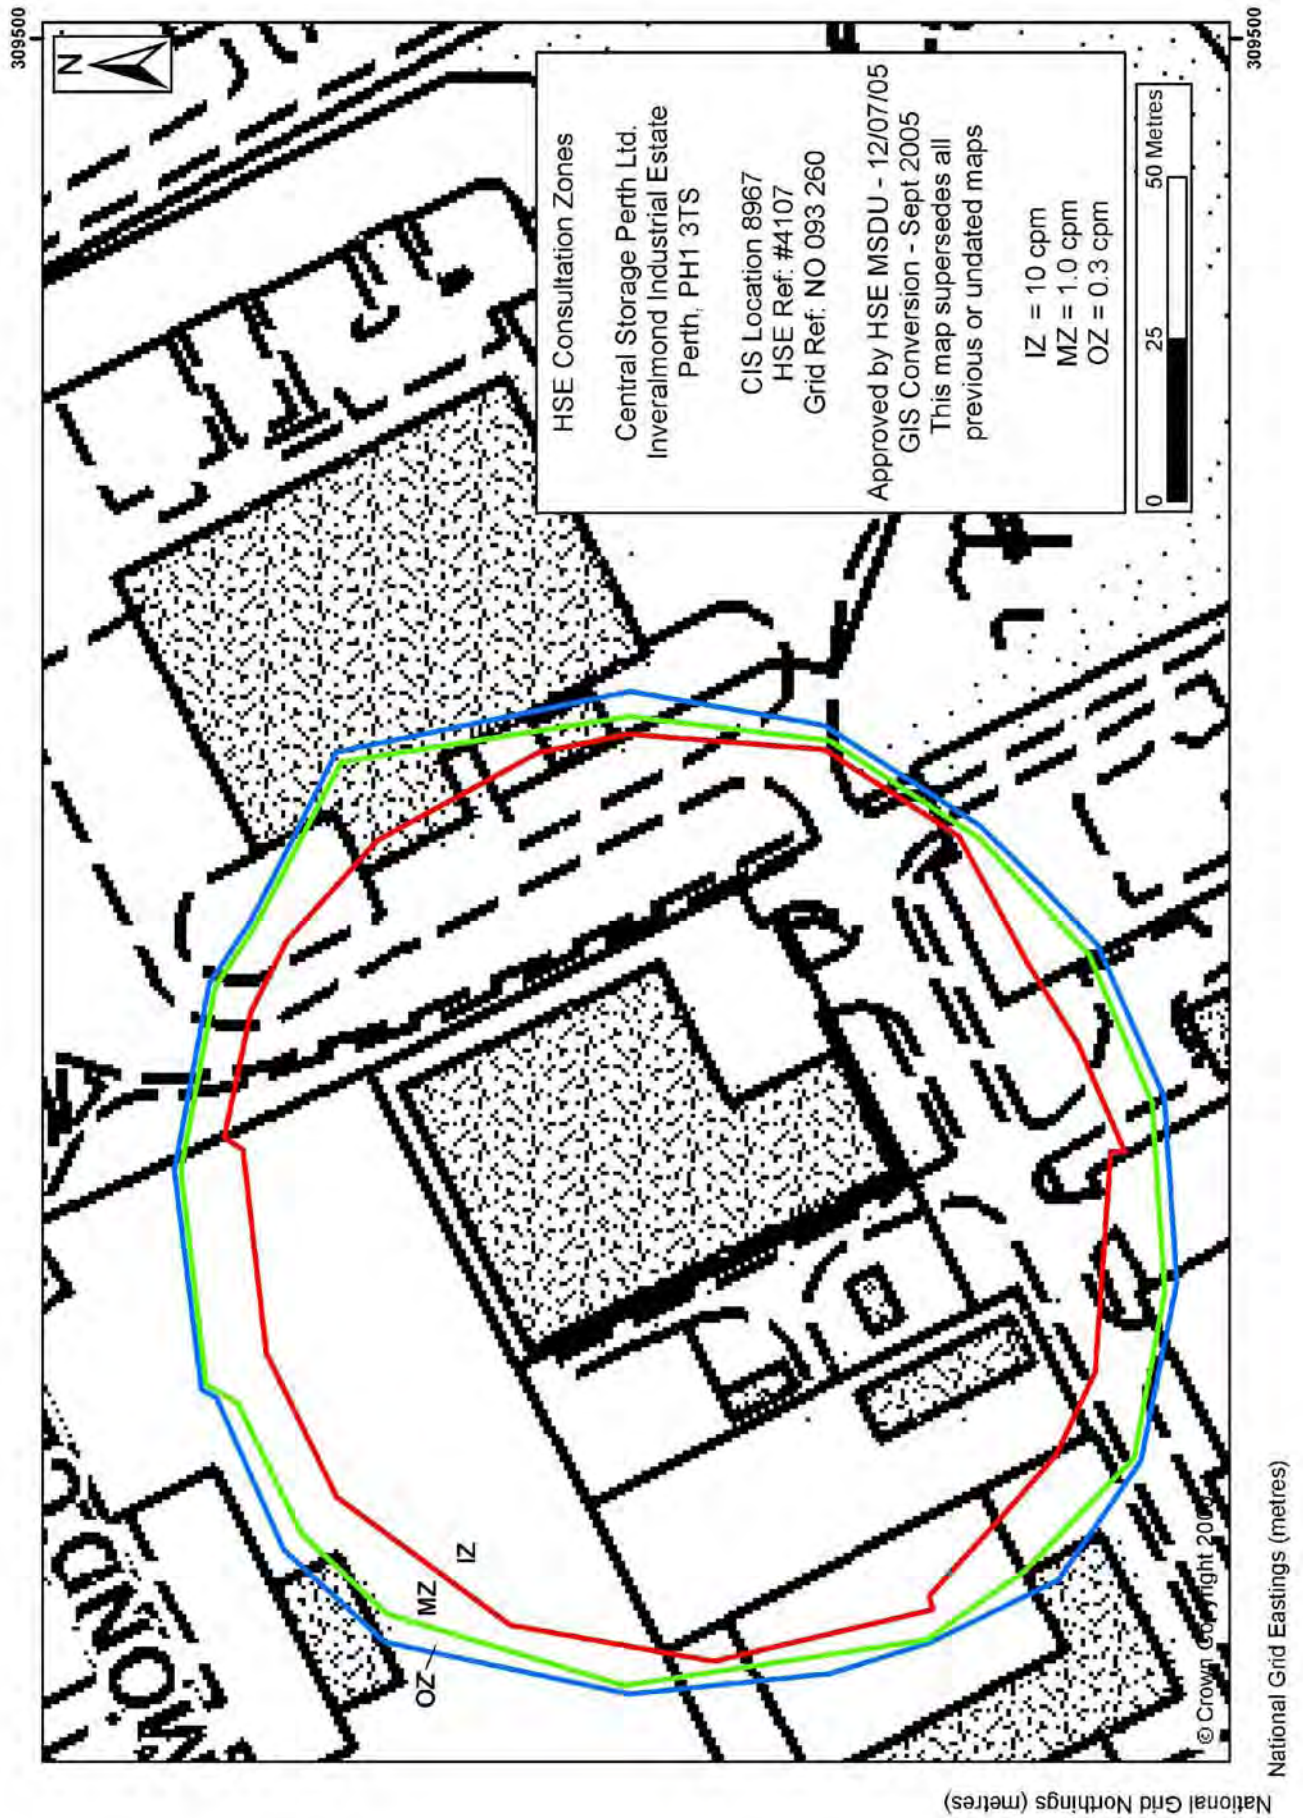 309500
N
HSE Consultation Zones
Central Storage Perth Ltd.
Inveralmond Industrial Estate
Perth, PH1 3TS
CIS Location 8967
HSE Ref: #4107
Grid Ref: NO 093 260
Approved by HSE MSDU - 12/07/05
GIS Conversion - Sept 2005
This map supersedes all
previous or undated maps
IZ = 10 cpm
MZ = 1.0 cpm
OZ = 0.3 cpm
0 25 50 Metres
IZ
MZ
OZ
© Crown Copyright
309500
National Grid Eastings (metres)
National Grid Northings (metres)